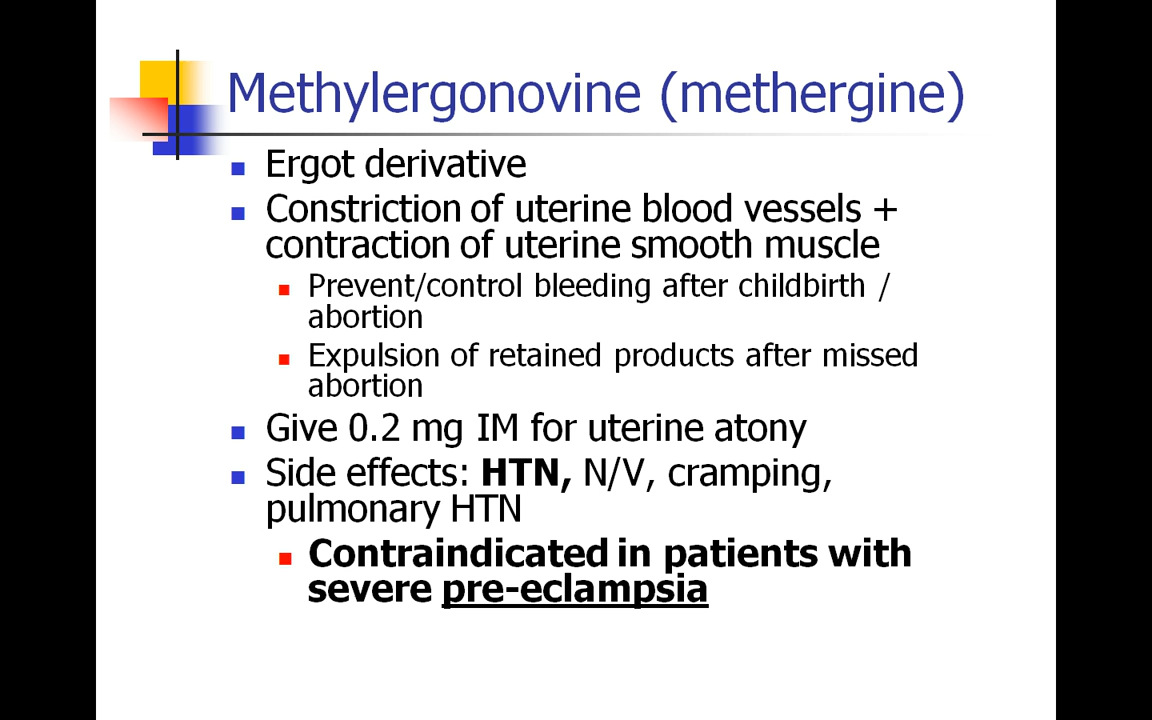 Methylergonovine (methergine)
Ergot derivative
Constriction of uterine blood vessels +
contraction of uterine smooth muscle
Prevent/control bleeding after childbirth /
abortion
Expulsion of retained products after missed
abortion
Give 0.2 mg IM for uterine atony
Side effects: HTN, N/V, cramping,
pulmonary HTN
Contraindicated in patients with
severe pre-eclampsia